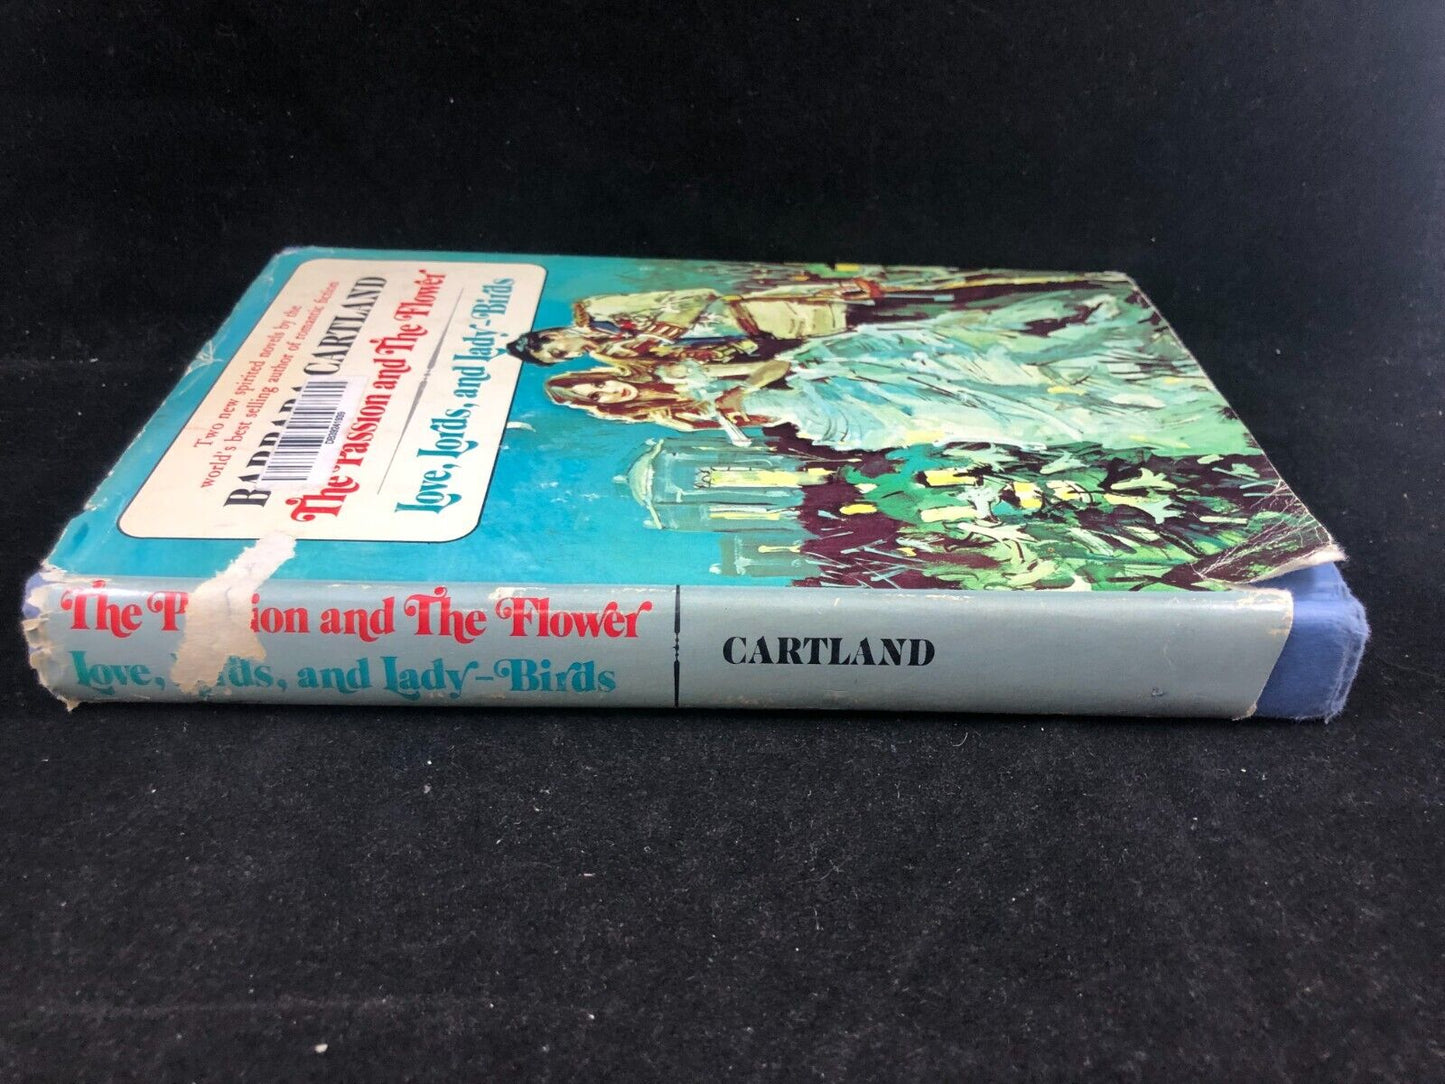 Two new spirited novels by the
world's best selling author of romantic fiction
BARBARA CARTLAND
The Passion and The Flower
Love, Lords, and Lady-Birds
The Passion and The Flower
Love, Lords, and Lady-Birds
CARTLAND